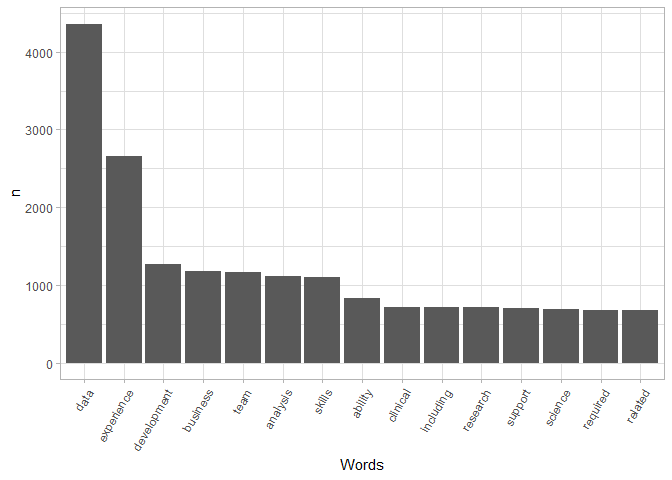 4000
3000
2000
1000
0
n
data
experience
development
business
team
analysis
skills
ability
clinical
including
research
support
science
required
related
Words